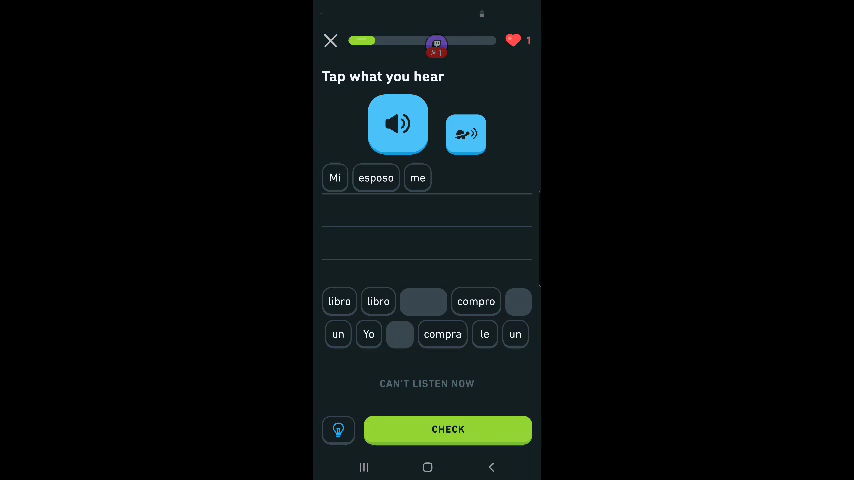 1
Tap what you hear
Mi esposo me
libro libro compro
un Yo compra le un
CAN'T LISTEN NOW
CHECK